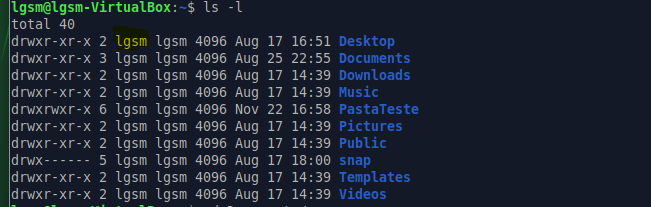 lgsm@lgsm-VirtualBox:~$ ls -l
total 40
drwxr-xr-x 2 lgsm lgsm 4096 Aug 17 16:51 Desktop
drwxr-xr-x 3 lgsm lgsm 4096 Aug 25 22:55 Documents
drwxr-xr-x 2 lgsm lgsm 4096 Aug 17 14:39 Downloads
drwxr-xr-x 2 lgsm lgsm 4096 Aug 17 14:39 Music
drwxrwxr-x 6 lgsm lgsm 4096 Nov 22 16:58 PastaTeste
drwxr-xr-x 2 lgsm lgsm 4096 Aug 17 14:39 Pictures
drwxr-xr-x 2 lgsm lgsm 4096 Aug 17 14:39 Public
drwx------ 5 lgsm lgsm 4096 Aug 17 18:00 snap
drwxr-xr-x 2 lgsm lgsm 4096 Aug 17 14:39 Templates
drwxr-xr-x 2 lgsm lgsm 4096 Aug 17 14:39 Videos